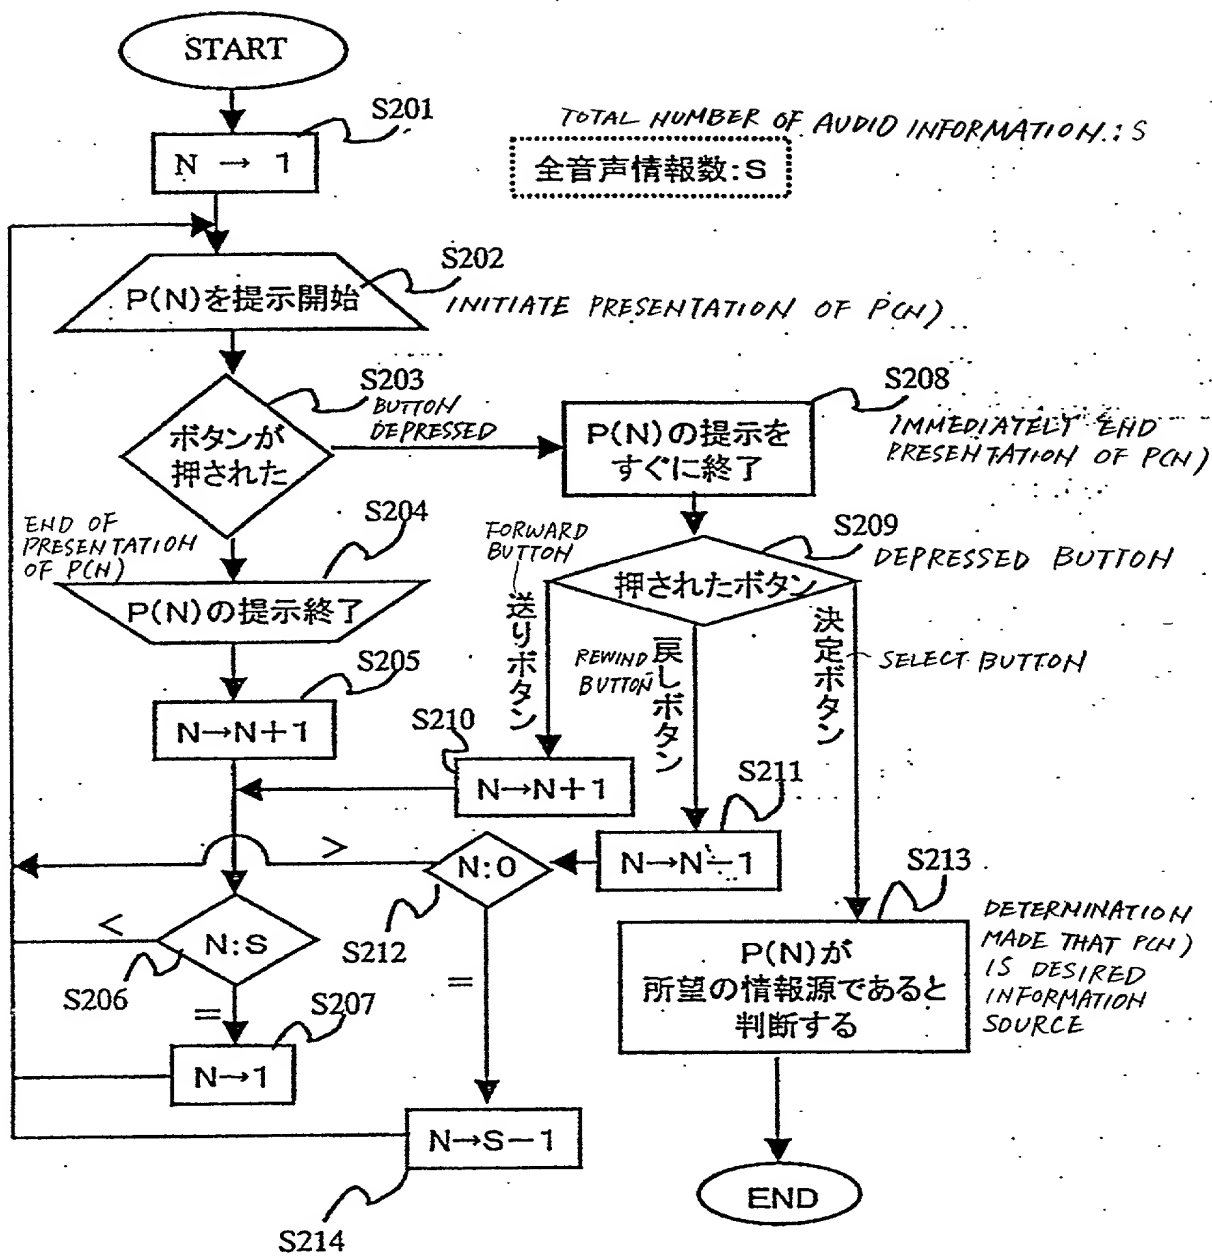 START
S201
N → 1
TOTAL NUMBER OF AUDIO INFORMATION.: S
全音声情報数:S
S202
P(N)を提示開始
INITIATE PRESENTATION OF P(N)
S203
BUTTON
DEPRESSED
ボタンが
押された
S208
P(N)の提示を
すぐに終了
IMMEDIATELY END
PRESENTATION OF P(N)
S204
END OF
PRESENTATION
OF P(N)
P(N)の提示終了
S209
DEPRESSED BUTTON
押されたボタン
FORWARD
BUTTON
送りボタン
REWIND
BUTTON
戻しボタン
決定ボタン
SELECT BUTTON
S205
N→N+1
S210
N→N+1
S211
N→N-1
>
N:0
S212
=
<
N:S
S206
=
S207
N→1
S213
P(N)が
所望の情報源であると
判断する
DETERMINATION
MADE THAT P(N)
IS DESIRED
INFORMATION
SOURCE
N→S-1
S214
END